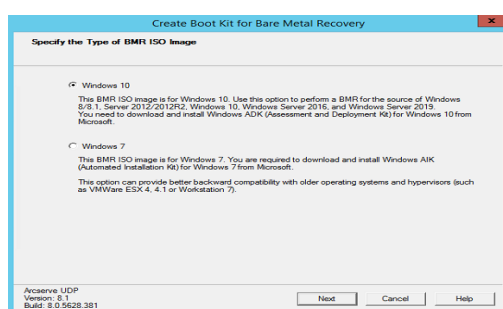 Create Boot Kit for Bare Metal Recovery
x
Specify the Type of BMR ISO Image
Windows 10
This BMR ISO image is for Windows 10. Use this option to perform a BMR for the source of Windows
8/8.1, Server 2012/2012R2, Windows 10, Windows Server 2016, and Windows Server 2019.
You need to download and install Windows ADK (Assessment and Deployment Kit) for Windows 10 from
Microsoft.
Windows 7
This BMR ISO image is for Windows 7. You are required to download and install Windows AIK
(Automated Installation Kit) for Windows 7 from Microsoft.
This option can provide better backward compatibility with older operating systems and hypervisors (such
as VMWare ESX 4, 4.1 or Workstation 7).
Arcserve UDP
Version: 8.1
Build: 8.0.5628.381
Next Cancel Help